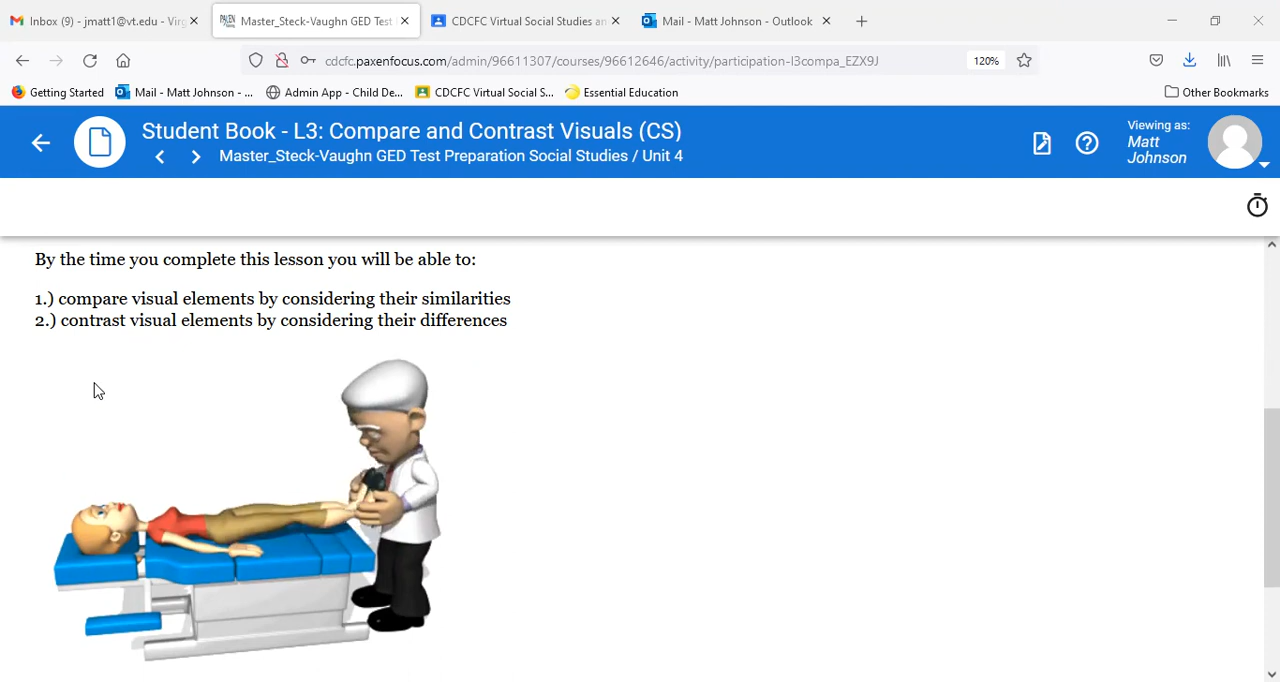 Inbox (9) - jmatt1@vt.edu - Virg
Master_Steck-Vaughn GED Test
CDCFC Virtual Social Studies an
Mail - Matt Johnson - Outlook
cdcfc.paxenfocus.com/admin/96611307/courses/96612646/activity/participation-l3compa_EZX9J
120%
Getting Started
Mail - Matt Johnson - ...
Admin App - Child De...
CDCFC Virtual Social S...
Essential Education
Other Bookmarks
Student Book - L3: Compare and Contrast Visuals (CS)
Master_Steck-Vaughn GED Test Preparation Social Studies / Unit 4
Viewing as:
Matt
Johnson
By the time you complete this lesson you will be able to:
1.) compare visual elements by considering their similarities
2.) contrast visual elements by considering their differences